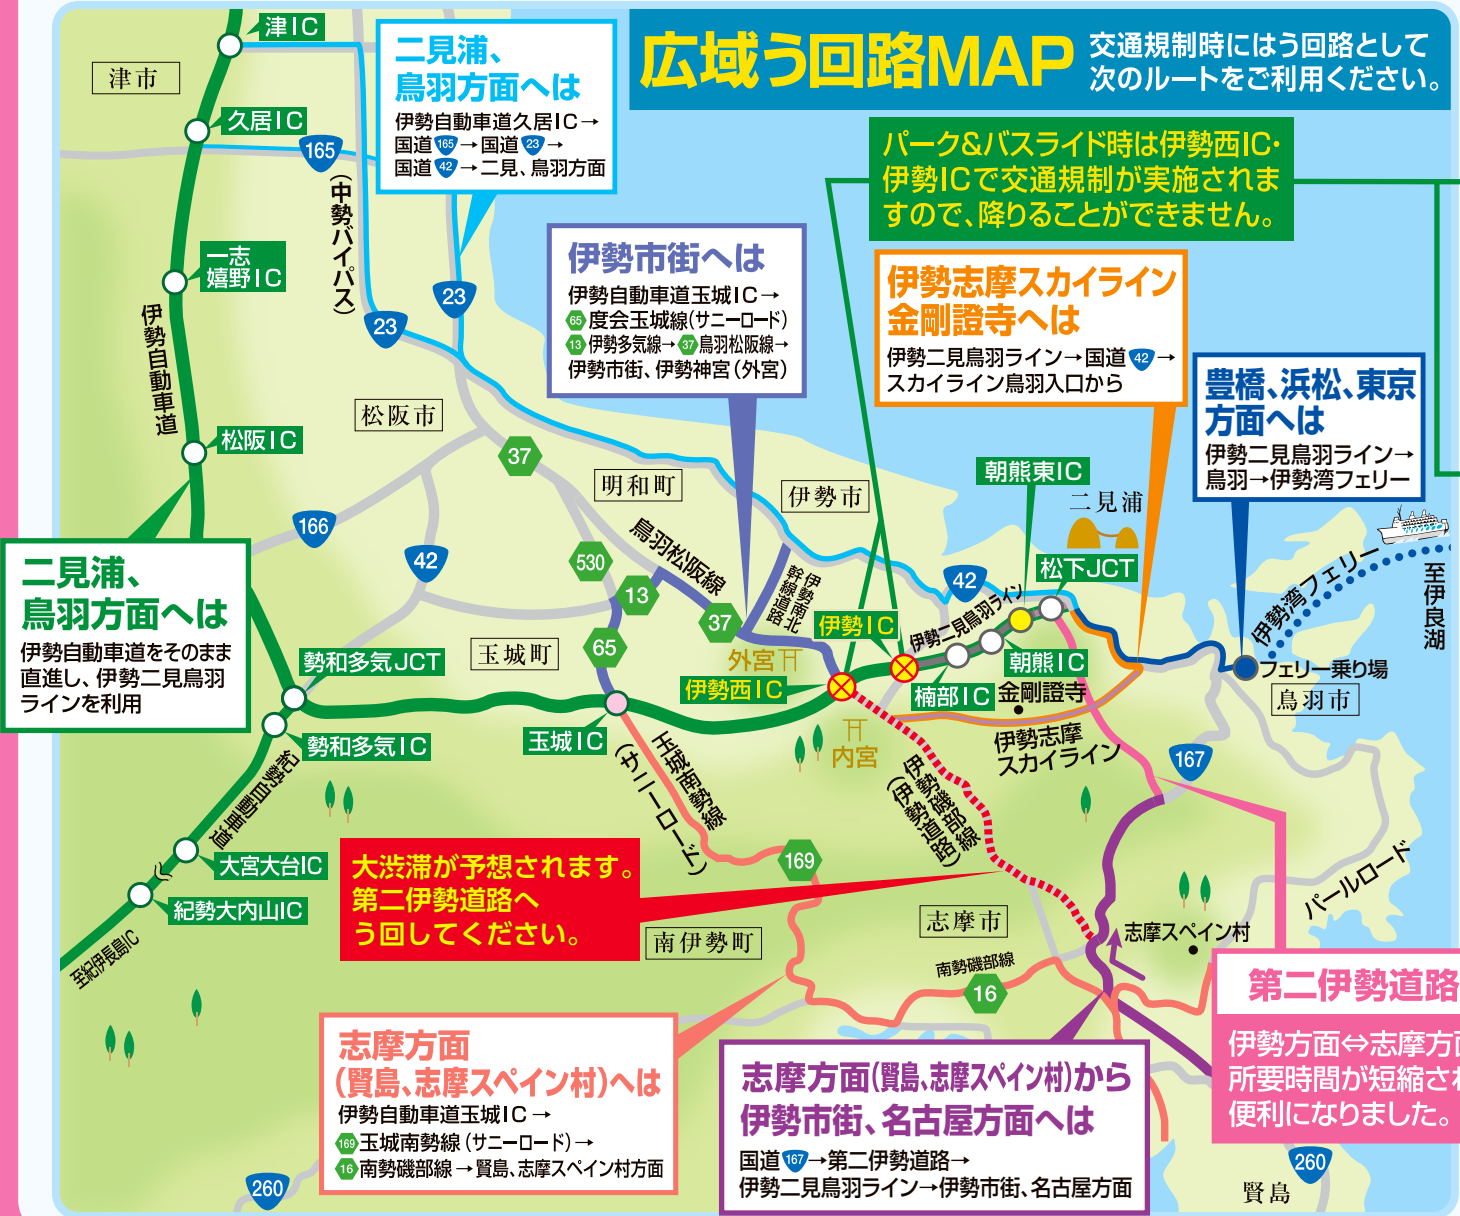 広域う回路MAP
交通規制時にはう回路として
次のルートをご利用ください。
津IC
津市
久居IC
165
(中勢バイパス)
二見浦、
鳥羽方面へは
伊勢自動車道久居IC→
国道165→国道23→
国道42→二見、鳥羽方面
パーク&バスライド時は伊勢西IC・
伊勢ICで交通規制が実施されま
すので、降りることができません。
一志
嬉野IC
伊勢自動車道
23
23
伊勢市街へは
伊勢自動車道玉城IC→
65度会玉城線(サニーロード)
13伊勢多気線→37鳥羽松阪線→
伊勢市街、伊勢神宮(外宮)
伊勢志摩スカイライン
金剛證寺へは
伊勢二見鳥羽ライン→国道42→
スカイライン鳥羽入口から
豊橋、浜松、東京
方面へは
伊勢二見鳥羽ライン→
鳥羽→伊勢湾フェリー
松阪市
松阪IC
37
明和町
伊勢市
朝熊東IC
二見浦
166
42
530
鳥羽松阪線
13
37
65
伊勢南北
幹線道路
42
松下JCT
伊勢二見鳥羽ライン
伊勢IC
伊勢湾フェリー
至伊良湖
二見浦、
鳥羽方面へは
伊勢自動車道をそのまま
直進し、伊勢二見鳥羽
ラインを利用
玉城町
勢和多気JCT
外宮
伊勢西IC
朝熊IC
楠部IC
金剛證寺
フェリー乗り場
鳥羽市
勢和多気IC
玉城IC
内宮
伊勢志摩
スカイライン
167
紀勢自動車道
玉城南勢線
(サニーロード)
伊勢磯部線
(伊勢道路)
大宮大台IC
紀勢大内山IC
至紀伊長島IC
大渋滞が予想されます。
第二伊勢道路へ
う回してください。
169
パールロード
南伊勢町
志摩市
志摩スペイン村
南勢磯部線
16
第二伊勢道路
伊勢方面⇔志摩方面
所要時間が短縮され
便利になりました。
志摩方面
(賢島、志摩スペイン村)へは
伊勢自動車道玉城IC→
169玉城南勢線(サニーロード)→
16南勢磯部線→賢島、志摩スペイン村方面
志摩方面(賢島、志摩スペイン村)から
伊勢市街、名古屋方面へは
国道167→第二伊勢道路→
伊勢二見鳥羽ライン→伊勢市街、名古屋方面
260
260
賢島